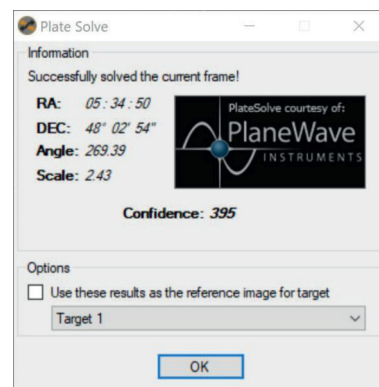 Plate Solve
Information
Successfully solved the current frame!
RA: 05 : 34 : 50
DEC: 48° 02' 54"
Angle: 269.39
Scale: 2.43
PlateSolve courtesy of:
PlaneWave
INSTRUMENTS
Confidence: 395
Options
Use these results as the reference image for target
Target 1
OK